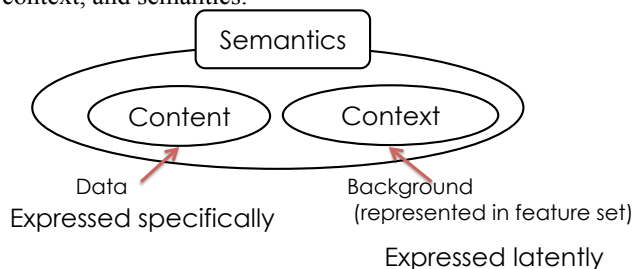 context, and semantics.
Semantics
Content
Context
Data
Background
(represented in feature set)
Expressed specifically
Expressed latently